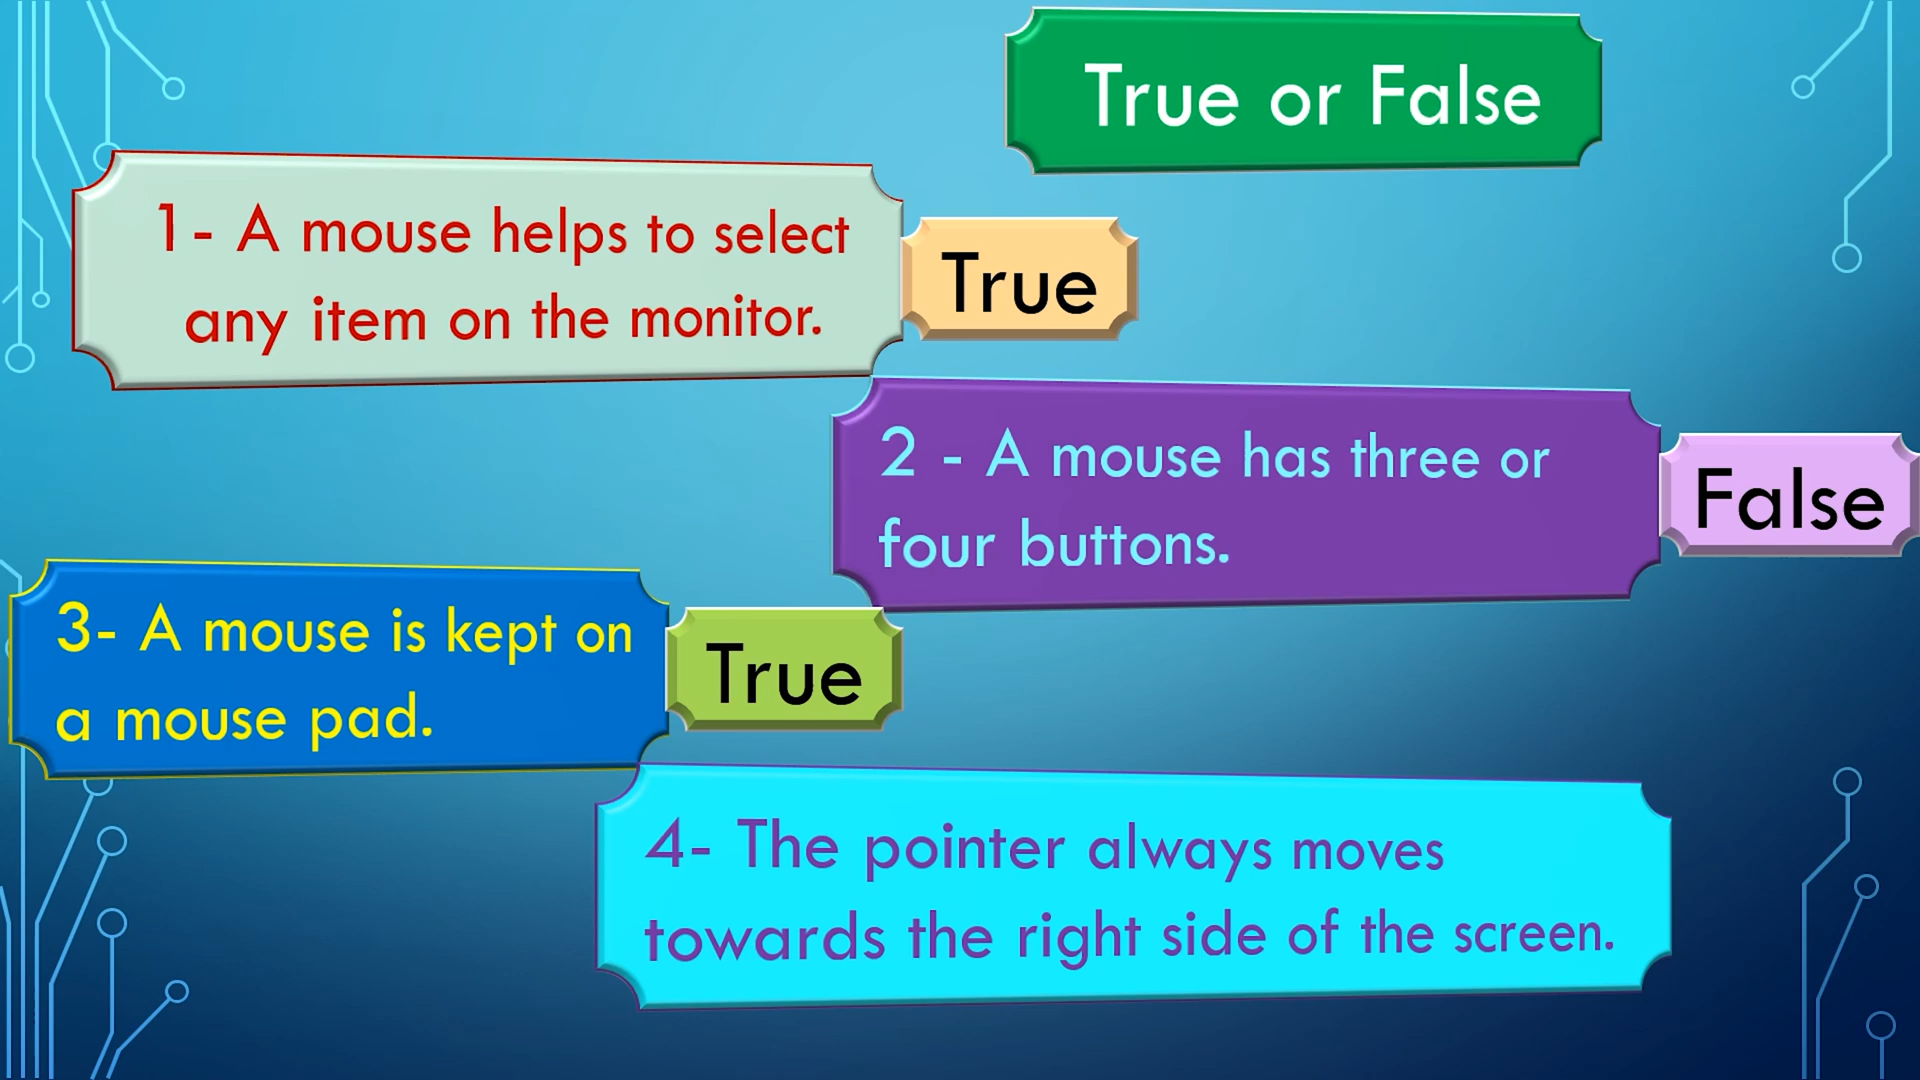 True or False
1- A mouse helps to select
any item on the monitor.
True
2 - A mouse has three or
four buttons.
False
3- A mouse is kept on
a mouse pad.
True
4- The pointer always moves
towards the right side of the screen.